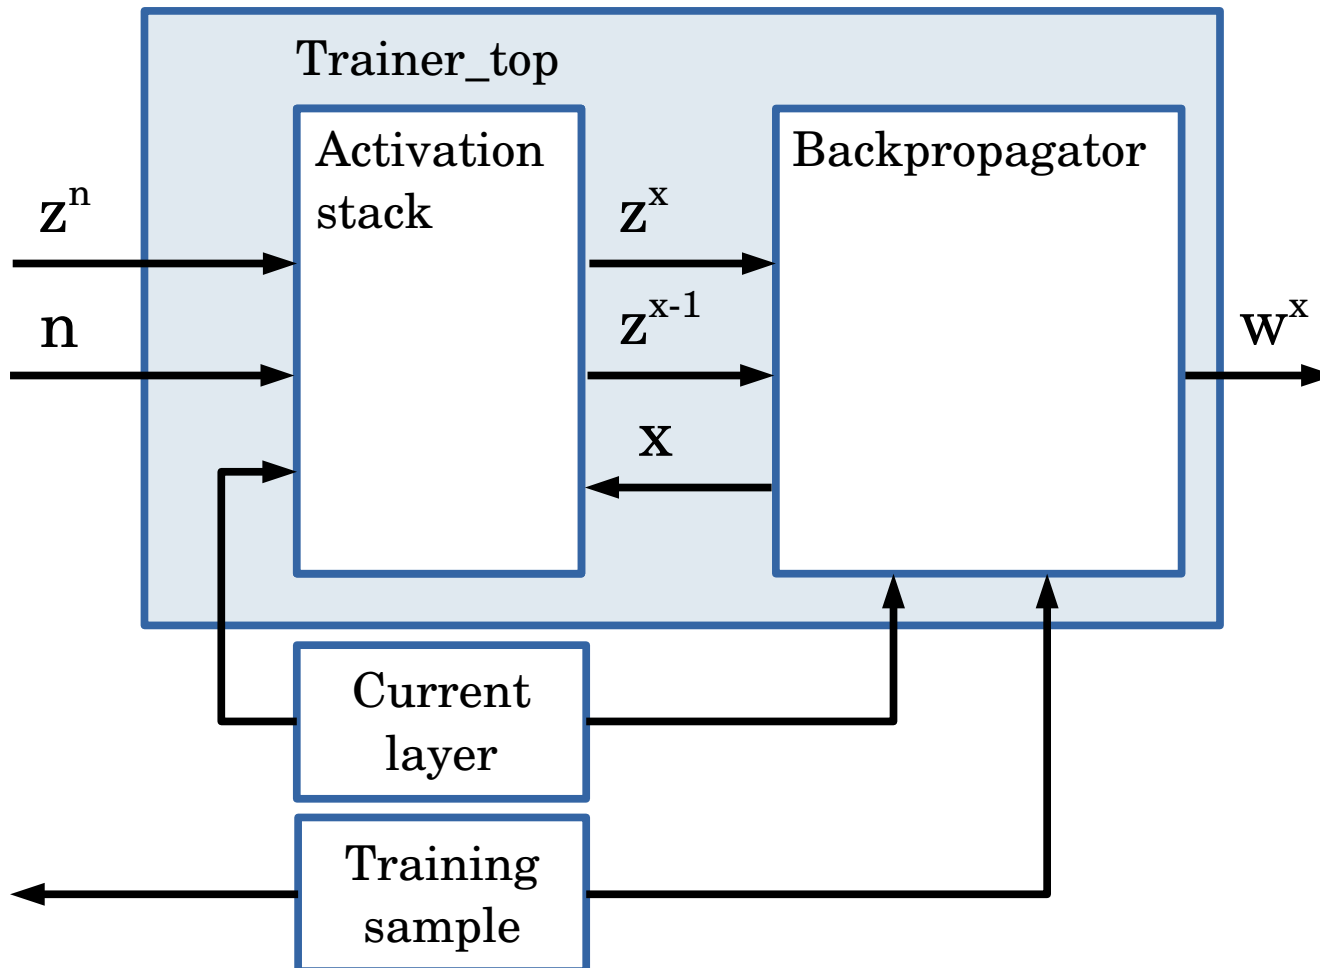 Trainer_top
Activation
stack
Backpropagator
zⁿ
n
zˣ
zˣ⁻¹
x
wˣ
Current
layer
Training
sample